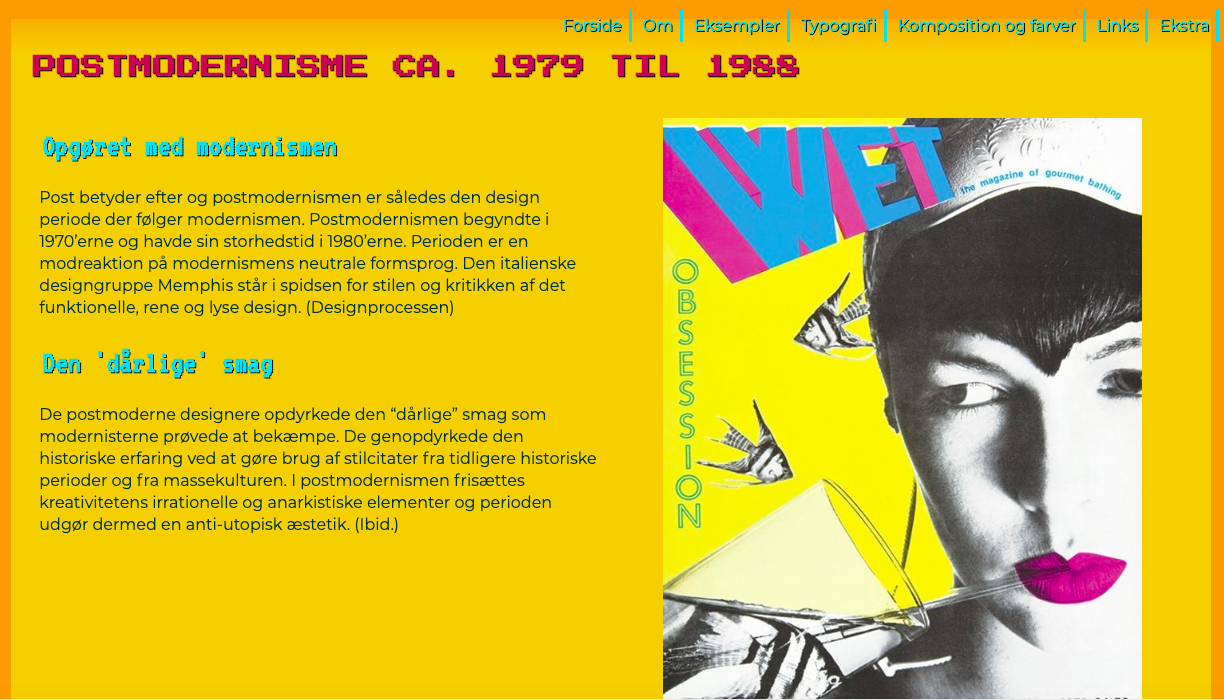 Forside Om Eksempler Typografi Komposition og farver Links Ekstra
POSTMODERNISME CA. 1979 TIL 1988
Opgøret med modernismen
Post betyder efter og postmodernismen er således den design
periode der følger modernismen. Postmodernismen begyndte i
1970’erne og havde sin storhedstid i 1980’erne. Perioden er en
modreaktion på modernismens neutrale formsprog. Den italienske
designgruppe Memphis står i spidsen for stilen og kritikken af det
funktionelle, rene og lyse design. (Designprocessen)
Den 'dårlige' smag
De postmoderne designere opdyrkede den “dårlige” smag som
modernisterne prøvede at bekæmpe. De genopdyrkede den
historiske erfaring ved at gøre brug af stilcitater fra tidligere historiske
perioder og fra massekulturen. I postmodernismen frisættes
kreativitetens irrationelle og anarkistiske elementer og perioden
udgør dermed en anti-utopisk æstetik. (Ibid.)
WET
the magazine of gourmet bathing
OBSESSION